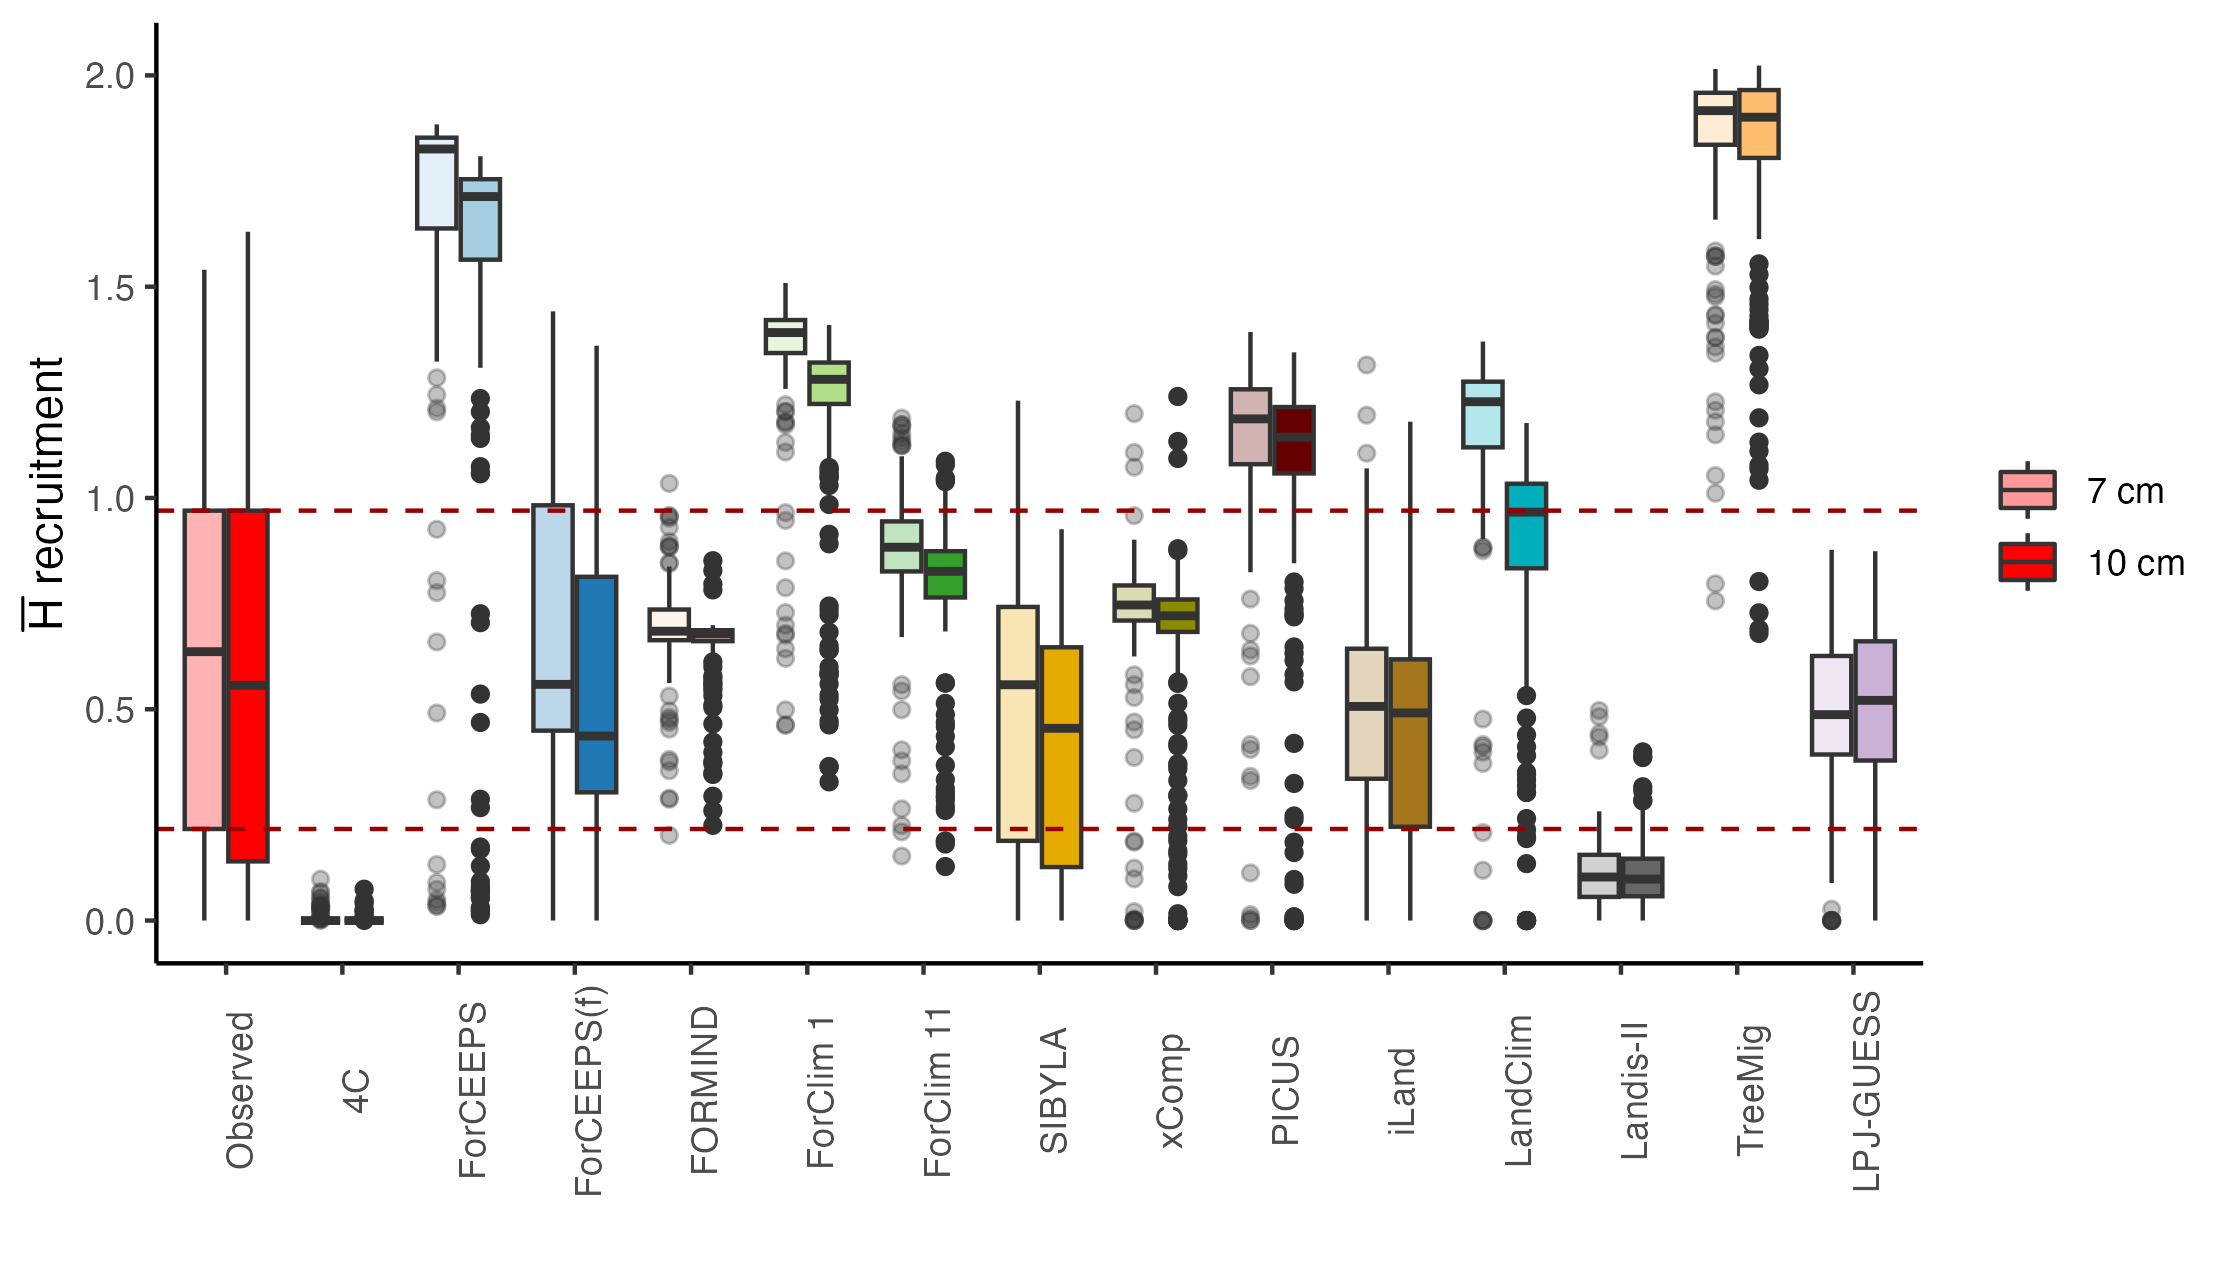 2.0
1.5
1.0
0.5
0.0
H̅ recruitment
Observed
4C
ForCEEPS
ForCEEPS(f)
FORMIND
ForClim 1
ForClim 11
SIBYLA
xComp
PICUS
iLand
LandClim
Landis-II
TreeMig
LPJ-GUESS
7 cm
10 cm